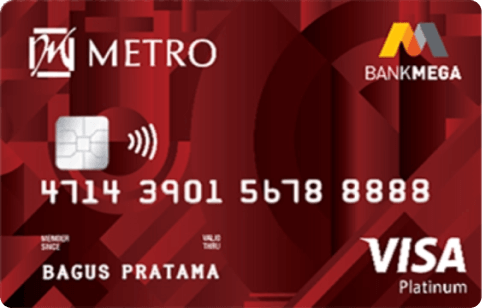 M METRO
BANKMEGA
4714 3901 5678 8888
MEMBER SINCE
VALID THRU
BAGUS PRATAMA
VISA
Platinum